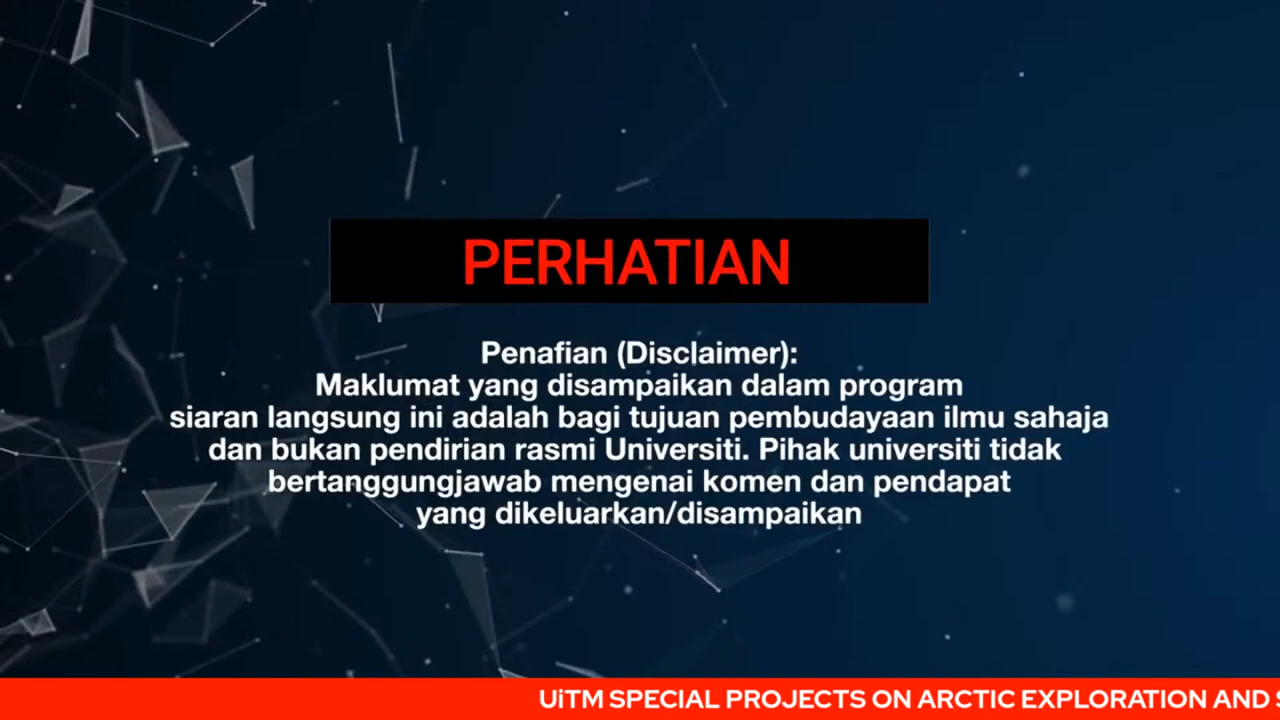 PERHATIAN
Penafian (Disclaimer):
Maklumat yang disampaikan dalam program
siaran langsung ini adalah bagi tujuan pembudayaan ilmu sahaja
dan bukan pendirian rasmi Universiti. Pihak universiti tidak
bertanggungjawab mengenai komen dan pendapat
yang dikeluarkan/disampaikan
UiTM SPECIAL PROJECTS ON ARCTIC EXPLORATION AND